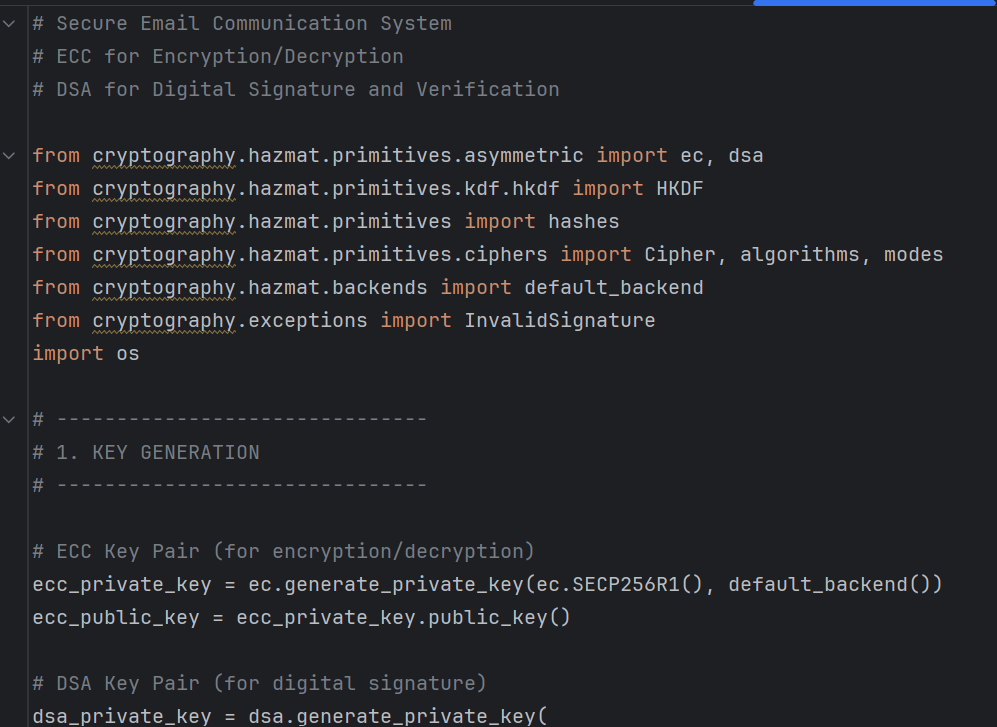 # Secure Email Communication System
# ECC for Encryption/Decryption
# DSA for Digital Signature and Verification
from cryptography.hazmat.primitives.asymmetric import ec, dsa
from cryptography.hazmat.primitives.kdf.hkdf import HKDF
from cryptography.hazmat.primitives import hashes
from cryptography.hazmat.primitives.ciphers import Cipher, algorithms, modes
from cryptography.hazmat.backends import default_backend
from cryptography.exceptions import InvalidSignature
import os
# -------------------------------
# 1. KEY GENERATION
# -------------------------------
# ECC Key Pair (for encryption/decryption)
ecc_private_key = ec.generate_private_key(ec.SECP256R1(), default_backend())
ecc_public_key = ecc_private_key.public_key()
# DSA Key Pair (for digital signature)
dsa_private_key = dsa.generate_private_key(